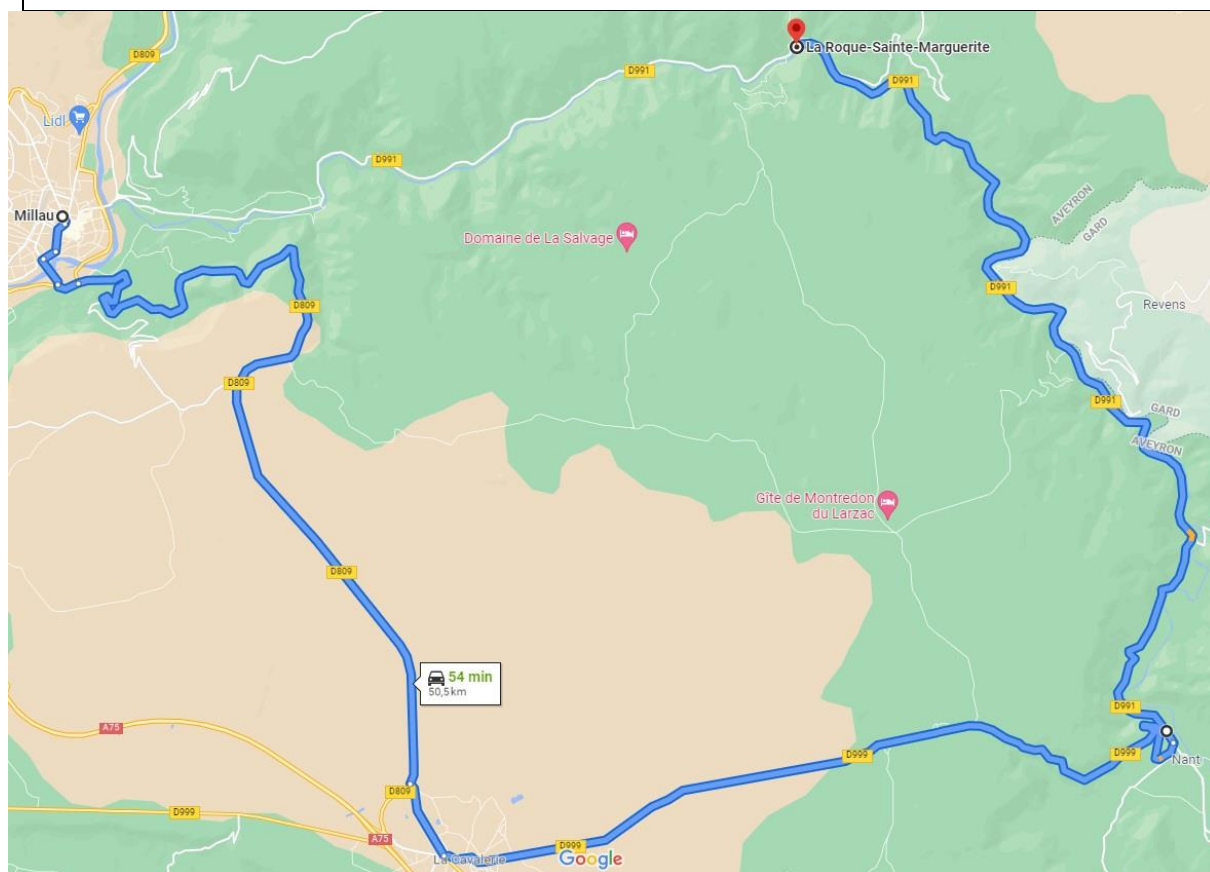 D809
La Roque-Sainte-Marguerite
D991
D991
Lidl
D991
AVEYRON
GARD
Millau
Domaine de La Salvage
D991
Revens
D809
D809
D991
GARD
AVEYRON
Gîte de Montredon
du Larzac
D809
54 min
50,5 km
D991
A75
D999
D999
Nant
D809
D999
A75
D999
La Cavalerie
Google